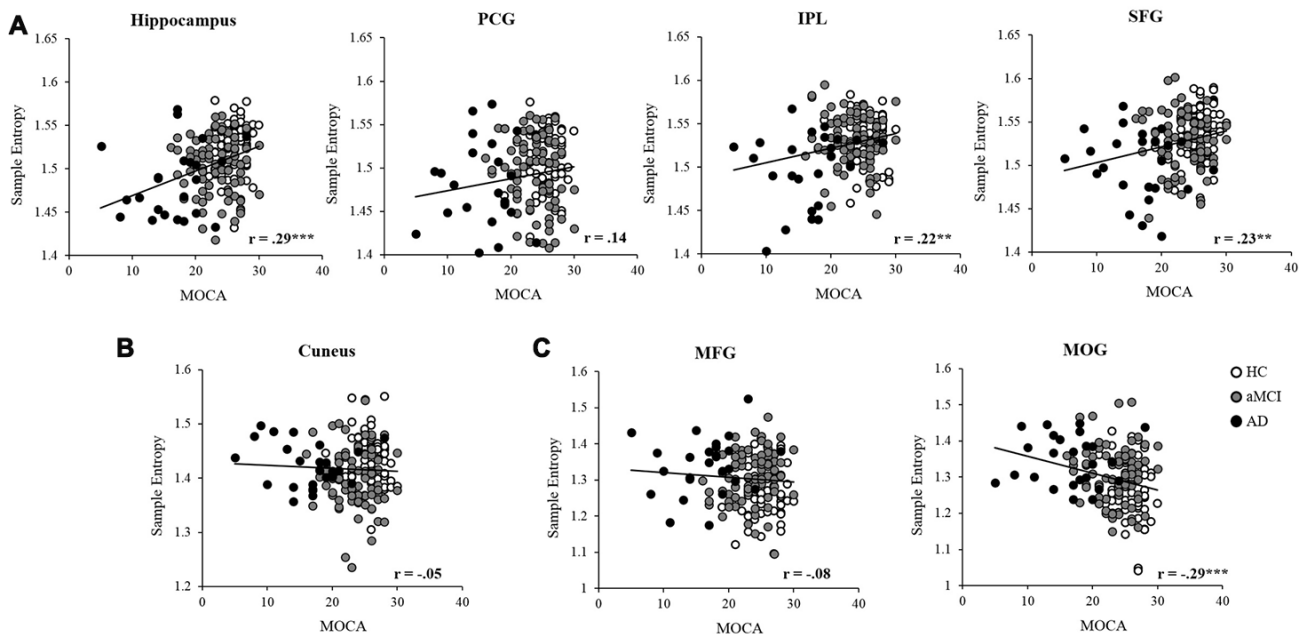 A
Hippocampus
1.65
1.6
1.55
1.5
1.45
1.4
Sample Entropy
r = .29***
0 10 20 30 40
MOCA
PCG
1.65
1.6
1.55
1.5
1.45
1.4
Sample Entropy
r = .14
0 10 20 30 40
MOCA
IPL
1.65
1.6
1.55
1.5
1.45
1.4
Sample Entropy
r = .22**
0 10 20 30 40
MOCA
SFG
1.65
1.6
1.55
1.5
1.45
1.4
Sample Entropy
r = .23**
0 10 20 30 40
MOCA
B
Cuneus
1.6
1.5
1.4
1.3
1.2
Sample Entropy
r = -.05
0 10 20 30 40
MOCA
C
MFG
1.6
1.5
1.4
1.3
1.2
1.1
1
Sample Entropy
r = -.08
0 10 20 30 40
MOCA
MOG
1.6
1.5
1.4
1.3
1.2
1.1
1
Sample Entropy
r = -.29***
0 10 20 30 40
MOCA
HC
aMCI
AD